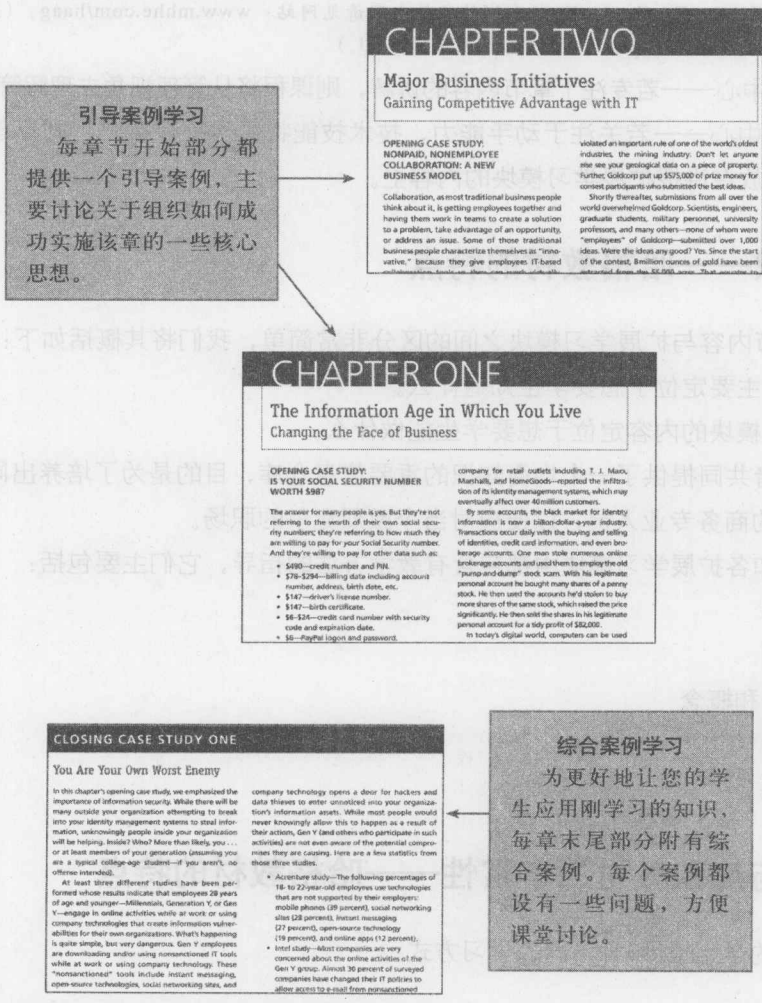 引导案例学习
每章节开始部分都
提供一个引导案例，主
要讨论关于组织如何成
功实施该章的一些核心
思想。
CHAPTER TWO
Major Business Initiatives
Gaining Competitive Advantage with IT
OPENING CASE STUDY:
NONPAID, NONEMPLOYEE
COLLABORATION: A NEW
BUSINESS MODEL
Collaboration, as most traditional business people
think about it, is getting employees together and
having them work in teams to create a solution
to a problem, take advantage of an opportunity,
or address an issue. Some of those traditional
business people characterize themselves as "inno-
vative," because they give employees IT-based
violated an important rule of one of the world's oldest
industries, the mining industry. Don't let anyone
else see your geological data on a piece of property.
Further, Goldcorp put up $575,000 of prize money for
contest participants who submitted the best ideas.
Shortly thereafter, submissions from all over the
world overwhelmed Goldcorp. Scientists, engineers,
graduate students, military personnel, university
professors, and many others—none of whom were
"employees" of Goldcorp—submitted over 1,000
ideas. Were the ideas any good? Yes. Since the start
of the contest, 8 million ounces of gold have been
CHAPTER ONE
The Information Age in Which You Live
Changing the Face of Business
OPENING CASE STUDY:
IS YOUR SOCIAL SECURITY NUMBER
WORTH $98?
The answer for many people is yes. But they're not
referring to the worth of their own social secu-
rity numbers; they're referring to how much they
are willing to pay for your Social Security number.
And they're willing to pay for other data such as:
• $490—credit number and PIN.
• $78-$294—billing data including account
number, address, birth date, etc.
• $147—driver's license number.
• $147—birth certificate.
• $6-$24—credit card number with security
code and expiration date.
• $6—PayPal logon and password.
company for retail outlets including T. J. Maxx,
Marshalls, and HomeGoods—reported the infiltra-
tion of its identity management systems, which may
eventually affect over 40 million customers.
By some accounts, the black market for identity
information is now a billion-dollar-a-year industry.
Transactions occur daily with the buying and selling
of identities, credit card information, and even bro-
kerage accounts. One man stole numerous online
brokerage accounts and used them to employ the old
"pump-and-dump" stock scam. With his legitimate
personal account he bought many shares of a penny
stock. He then used the accounts he'd stolen to buy
more shares of the same stock, which raised the price
significantly. He then sold the shares in his legitimate
personal account for a tidy profit of $82,000.
In today's digital world, computers can be used
CLOSING CASE STUDY ONE
You Are Your Own Worst Enemy
In this chapter's opening case study, we emphasized the
importance of information security. While there will be
many outside your organization attempting to break
into your identity management systems to steal infor-
mation, unknowingly people inside your organization
will be helping. Inside? Who? More than likely, you . . .
or at least members of your generation (assuming you
are a typical college-age student—if you aren't, no
offense intended).
At least three different studies have been per-
formed whose results indicate that employees 28 years
of age and younger—Millennials, Generation Y, or Gen
Y—engage in online activities while at work or using
company technologies that create information vulner-
abilities for their own organizations. What's happening
is quite simple, but very dangerous. Gen Y employees
are downloading and/or using nonsanctioned IT tools
while at work or using company technology. These
"nonsanctioned" tools include instant messaging,
open-source technologies, social networking sites, and
company technology opens a door for hackers and
data thieves to enter unnoticed into your organiza-
tion's information assets. While most people would
never knowingly allow this to happen as a result of
their actions, Gen Y (and others who participate in such
activities) are not even aware of the potential compro-
mises they are causing. Here are a few statistics from
those three studies.
• Accenture study—The following percentages of
18- to 22-year-old employees use technologies
that are not supported by their employers:
mobile phones (39 percent), social networking
sites (28 percent), instant messaging
(27 percent), open-source technology
(19 percent), and online apps (12 percent).
• Intel study—Most companies are very
concerned about the online activities of the
Gen Y group. Almost 30 percent of surveyed
companies have changed their IT policies to
allow access to e-mail from nonsanctioned
综合案例学习
为更好地让您的学
生应用刚学习的知识，
每章末尾部分附有综
合案例。每个案例都
设有一些问题，方便
课堂讨论。